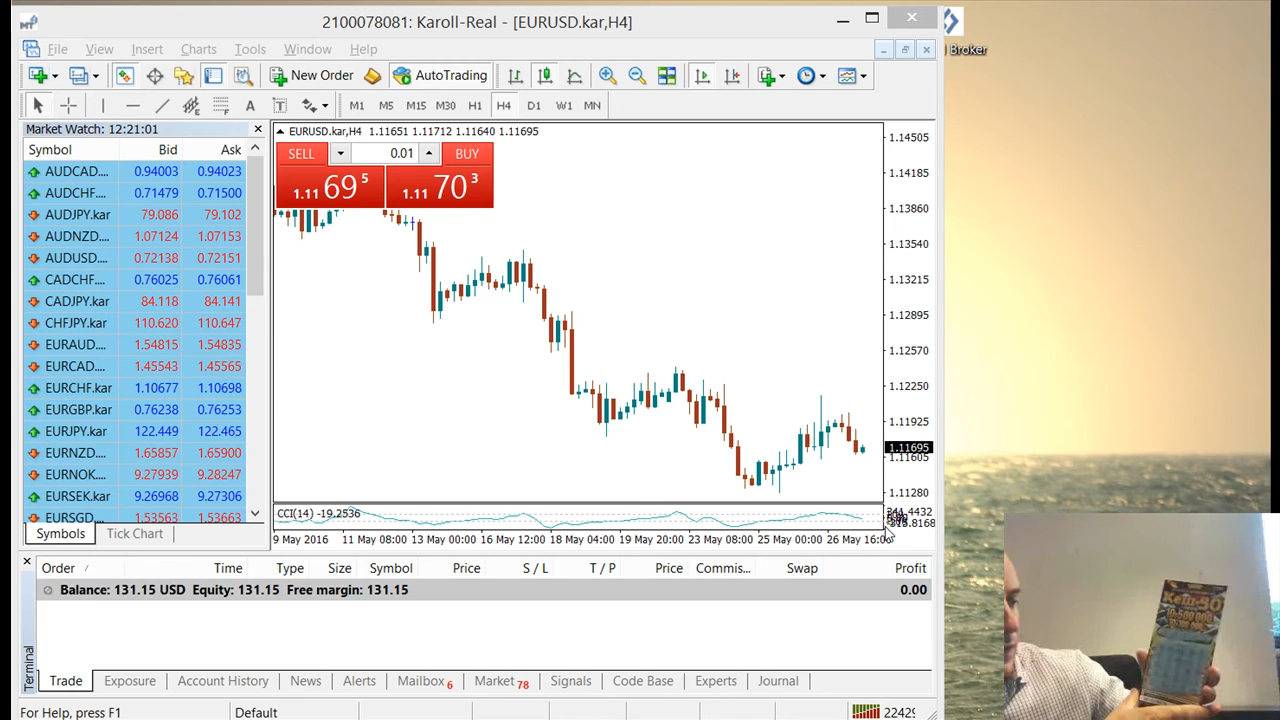 2100078081: Karoll-Real - [EURUSD.kar,H4]
Broker
File View Insert Charts Tools Window Help
New Order AutoTrading
A T M1 M5 M15 M30 H1 H4 D1 W1 MN
Market Watch: 12:21:01
Symbol Bid Ask
AUDCAD.... 0.94003 0.94023
AUDCHF.... 0.71479 0.71500
AUDJPY.kar 79.086 79.102
AUDNZD.... 1.07124 1.07153
AUDUSD.... 0.72138 0.72151
CADCHF.... 0.76025 0.76061
CADJPY.kar 84.118 84.141
CHFJPY.kar 110.620 110.647
EURAUD.... 1.54815 1.54835
EURCAD.... 1.45543 1.45565
EURCHF.kar 1.10677 1.10698
EURGBP.kar 0.76238 0.76253
EURJPY.kar 122.449 122.465
EURNZD.... 1.65857 1.65900
EURNOK.... 9.27939 9.28247
EURSEK.kar 9.26968 9.27306
EURSGD.... 1.53563 1.53663
Symbols Tick Chart
EURUSD.kar,H4 1.11651 1.11712 1.11640 1.11695
SELL 0.01 BUY
1.11 69 5 1.11 70 3
1.14505
1.14185
1.13860
1.13540
1.13215
1.12895
1.12570
1.12250
1.11925
1.11695
1.11605
1.11280
CCI(14) -19.2536
9 May 2016 11 May 08:00 13 May 00:00 16 May 12:00 18 May 04:00 19 May 20:00 23 May 08:00 25 May 00:00 26 May 16:00
Order Time Type Size Symbol Price S / L T / P Price Commis... Swap Profit
Balance: 131.15 USD Equity: 131.15 Free margin: 131.15 0.00
Terminal
Trade Exposure Account History News Alerts Mailbox 6 Market 78 Signals Code Base Experts Journal
For Help, press F1 Default